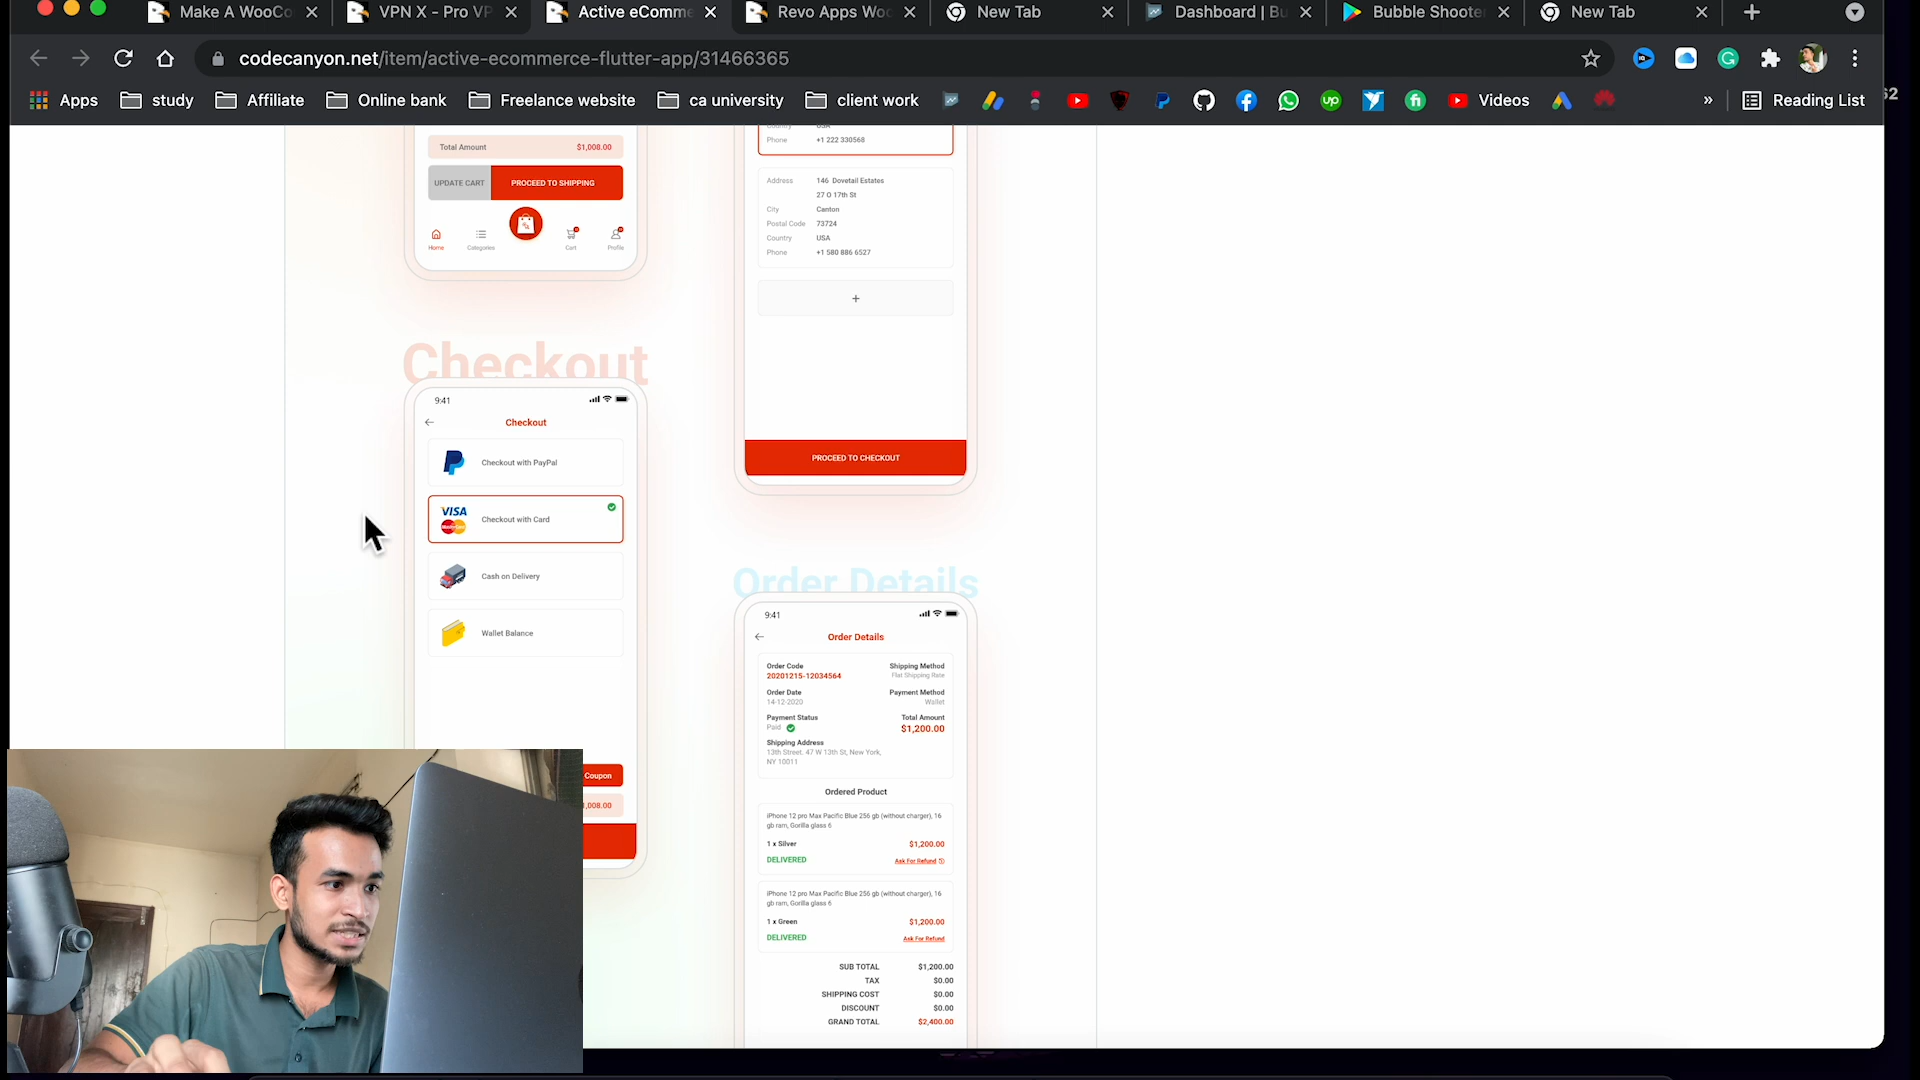 Make A WooCo
VPN X - Pro VP
Active eComme
Revo Apps Woo
New Tab
Dashboard | Bu
Bubble Shoote
New Tab
codecanyon.net/item/active-ecommerce-flutter-app/31466365
Apps
study
Affiliate
Online bank
Freelance website
ca university
client work
Videos
Reading List
Total Amount $1,008.00
UPDATE CART PROCEED TO SHIPPING
Home Categories Cart Profile
Country USA
Phone +1 222 330568
Address 146 Dovetail Estates
27 O 17th St
City Canton
Postal Code 73724
Country USA
Phone +1 580 886 6527
+
PROCEED TO CHECKOUT
Checkout
9:41
Checkout
Checkout with PayPal
VISA
Checkout with Card
Cash on Delivery
Wallet Balance
Coupon
,008.00
Order Details
9:41
Order Details
Order Code Shipping Method
20201215-12034564 Flat Shipping Rate
Order Date Payment Method
14-12-2020 Wallet
Payment Status Total Amount
Paid $1,200.00
Shipping Address
13th Street. 47 W 13th St, New York,
NY 10011
Ordered Product
iPhone 12 pro Max Pacific Blue 256 gb (without charger), 16
gb ram, Gorilla glass 6
1 x Silver $1,200.00
DELIVERED Ask For Refund
iPhone 12 pro Max Pacific Blue 256 gb (without charger), 16
gb ram, Gorilla glass 6
1 x Green $1,200.00
DELIVERED Ask For Refund
SUB TOTAL $1,200.00
TAX $0.00
SHIPPING COST $0.00
DISCOUNT $0.00
GRAND TOTAL $2,400.00